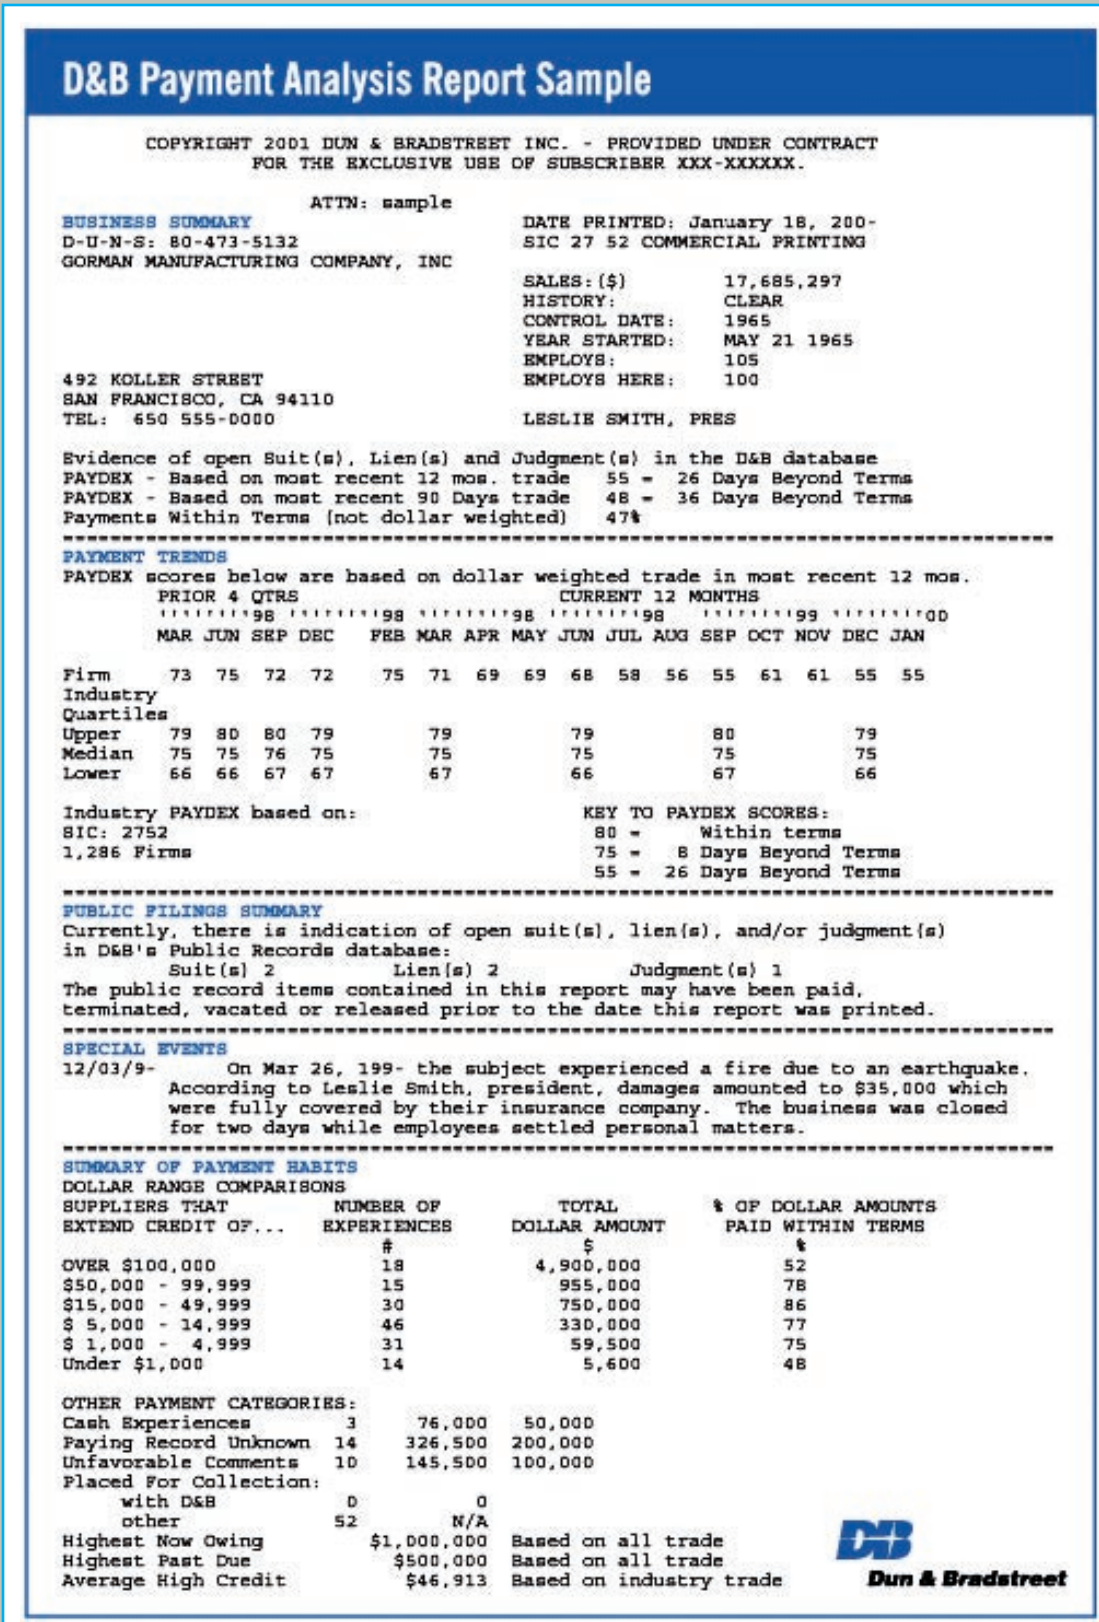 D&B Payment Analysis Report Sample
COPYRIGHT 2001 DUN & BRADSTREET INC. - PROVIDED UNDER CONTRACT
FOR THE EXCLUSIVE USE OF SUBSCRIBER XXX-XXXXXX.
ATTN: sample
BUSINESS SUMMARY DATE PRINTED: January 18, 200-
D-U-N-S: 80-473-5132 SIC 27 52 COMMERCIAL PRINTING
GORMAN MANUFACTURING COMPANY, INC
SALES:($) 17,685,297
HISTORY: CLEAR
CONTROL DATE: 1965
YEAR STARTED: MAY 21 1965
EMPLOYS: 105
492 KOLLER STREET EMPLOYS HERE: 100
SAN FRANCISCO, CA 94110
TEL: 650 555-0000 LESLIE SMITH, PRES
Evidence of open Suit(s), Lien(s) and Judgment(s) in the D&B database
PAYDEX - Based on most recent 12 mos. trade 55 = 26 Days Beyond Terms
PAYDEX - Based on most recent 90 Days trade 48 = 36 Days Beyond Terms
Payments Within Terms (not dollar weighted) 47%
PAYMENT TRENDS
PAYDEX scores below are based on dollar weighted trade in most recent 12 mos.
PRIOR 4 QTRS CURRENT 12 MONTHS
'''''''''98 '''''''''98 '''''''''98 '''''''''98 '''''''''99 '''''''''00
MAR JUN SEP DEC FEB MAR APR MAY JUN JUL AUG SEP OCT NOV DEC JAN
Firm 73 75 72 72 75 71 69 69 68 58 56 55 61 61 55 55
Industry
Quartiles
Upper 79 80 80 79 79 79 80 79
Median 75 75 76 75 75 75 75 75
Lower 66 66 67 67 67 66 67 66
Industry PAYDEX based on: KEY TO PAYDEX SCORES:
SIC: 2752 80 = Within terms
1,286 Firms 75 = 8 Days Beyond Terms
55 = 26 Days Beyond Terms
PUBLIC FILINGS SUMMARY
Currently, there is indication of open suit(s), lien(s), and/or judgment(s)
in D&B's Public Records database:
Suit(s) 2 Lien(s) 2 Judgment(s) 1
The public record items contained in this report may have been paid,
terminated, vacated or released prior to the date this report was printed.
SPECIAL EVENTS
12/03/9- On Mar 26, 199- the subject experienced a fire due to an earthquake.
According to Leslie Smith, president, damages amounted to $35,000 which
were fully covered by their insurance company. The business was closed
for two days while employees settled personal matters.
SUMMARY OF PAYMENT HABITS
DOLLAR RANGE COMPARISONS
SUPPLIERS THAT NUMBER OF TOTAL % OF DOLLAR AMOUNTS
EXTEND CREDIT OF... EXPERIENCES DOLLAR AMOUNT PAID WITHIN TERMS
# $ %
OVER $100,000 18 4,900,000 52
$50,000 - 99,999 15 955,000 78
$15,000 - 49,999 30 750,000 86
$ 5,000 - 14,999 46 330,000 77
$ 1,000 - 4,999 31 59,500 75
Under $1,000 14 5,600 48
OTHER PAYMENT CATEGORIES:
Cash Experiences 3 76,000 50,000
Paying Record Unknown 14 326,500 200,000
Unfavorable Comments 10 145,500 100,000
Placed For Collection:
with D&B 0 0
other 52 N/A
Highest Now Owing $1,000,000 Based on all trade
Highest Past Due $500,000 Based on all trade
Average High Credit $46,913 Based on industry trade
D&B
Dun & Bradstreet